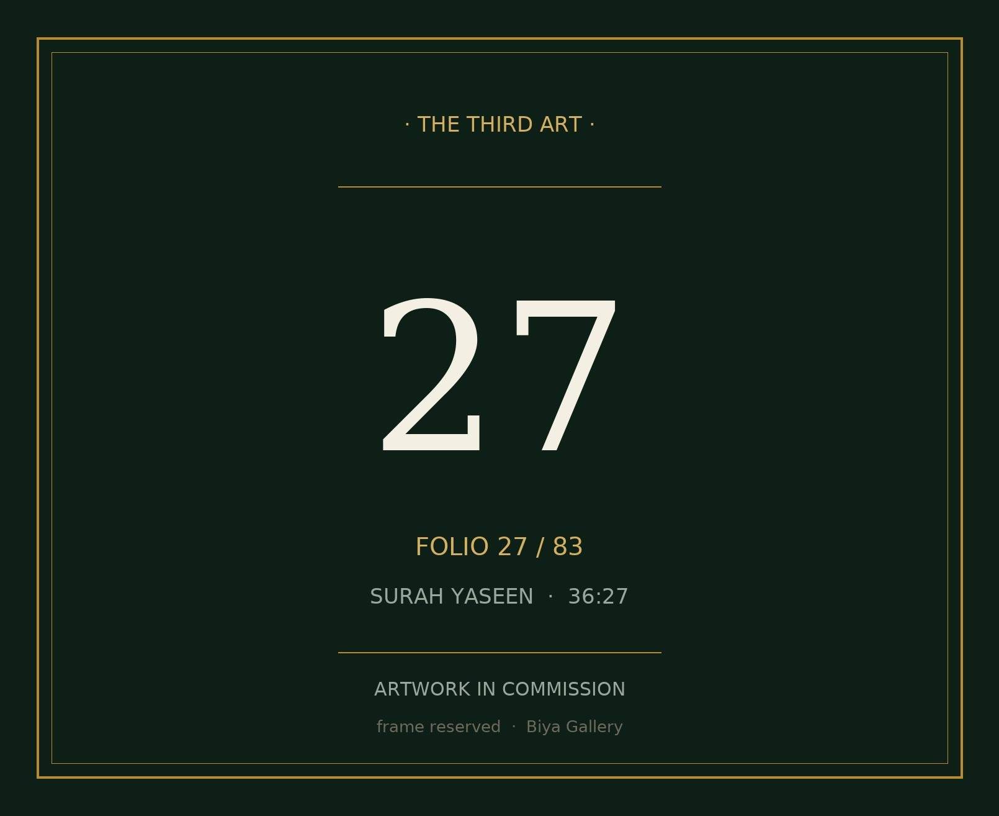 · THE THIRD ART ·
27
FOLIO 27 / 83
SURAH YASEEN · 36:27
ARTWORK IN COMMISSION
frame reserved · Biya Gallery